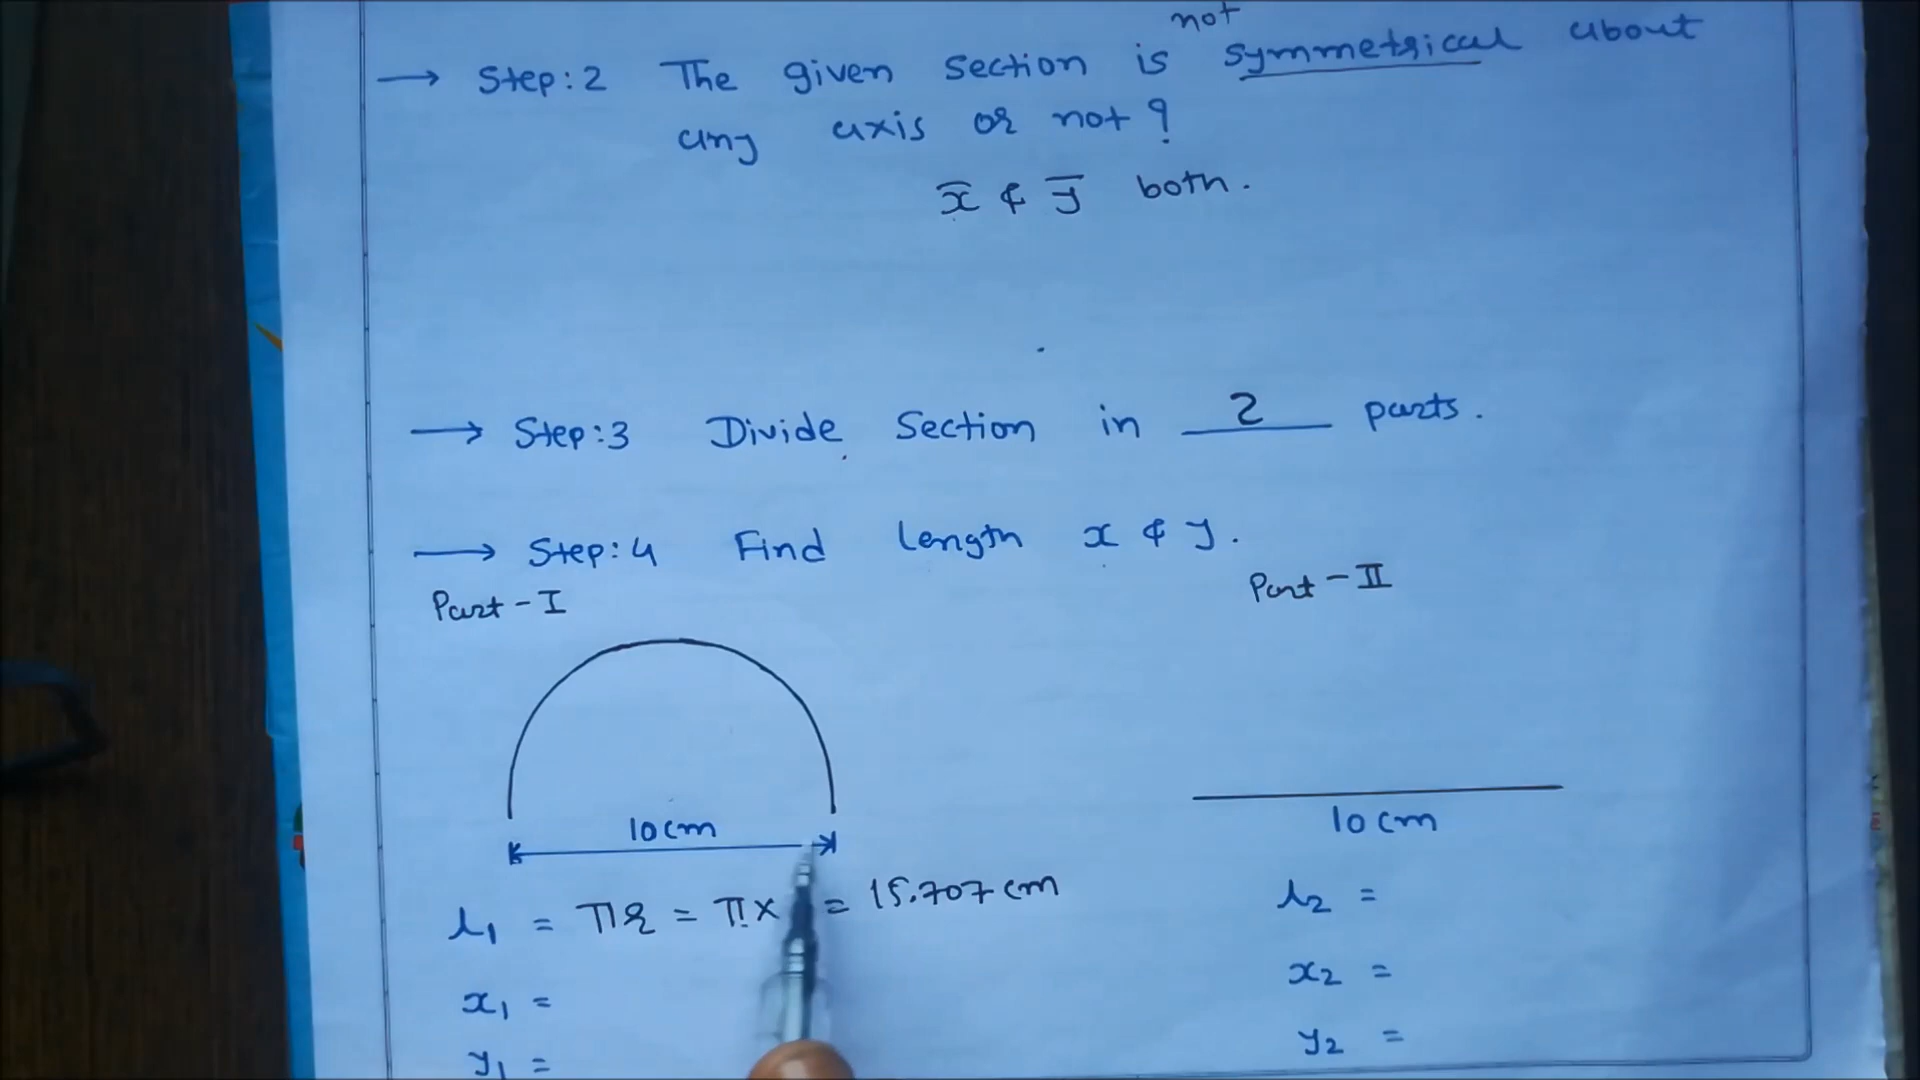 not
→ Step:2 The given section is symmetrical about
any axis or not?
x̄ & ȳ both.
→ Step:3 Divide Section in 2 parts.
→ Step:4 Find length x & y.
Part - I
Part - II
10cm
10 cm
l₁ = πr = π× = 15.707 cm
l₂ =
x₁ =
x₂ =
y₁ =
y₂ =